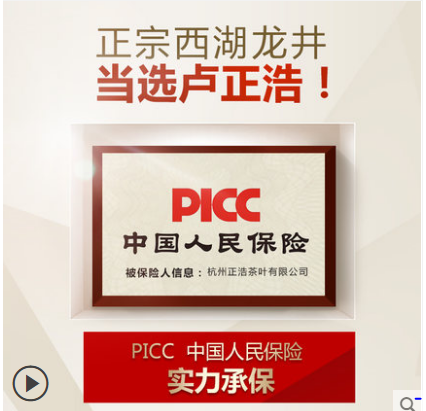 正宗西湖龙井
当选卢正浩！
PICC
中国人民保险
被保险人信息：杭州正浩茶叶有限公司
PICC 中国人民保险
实力承保